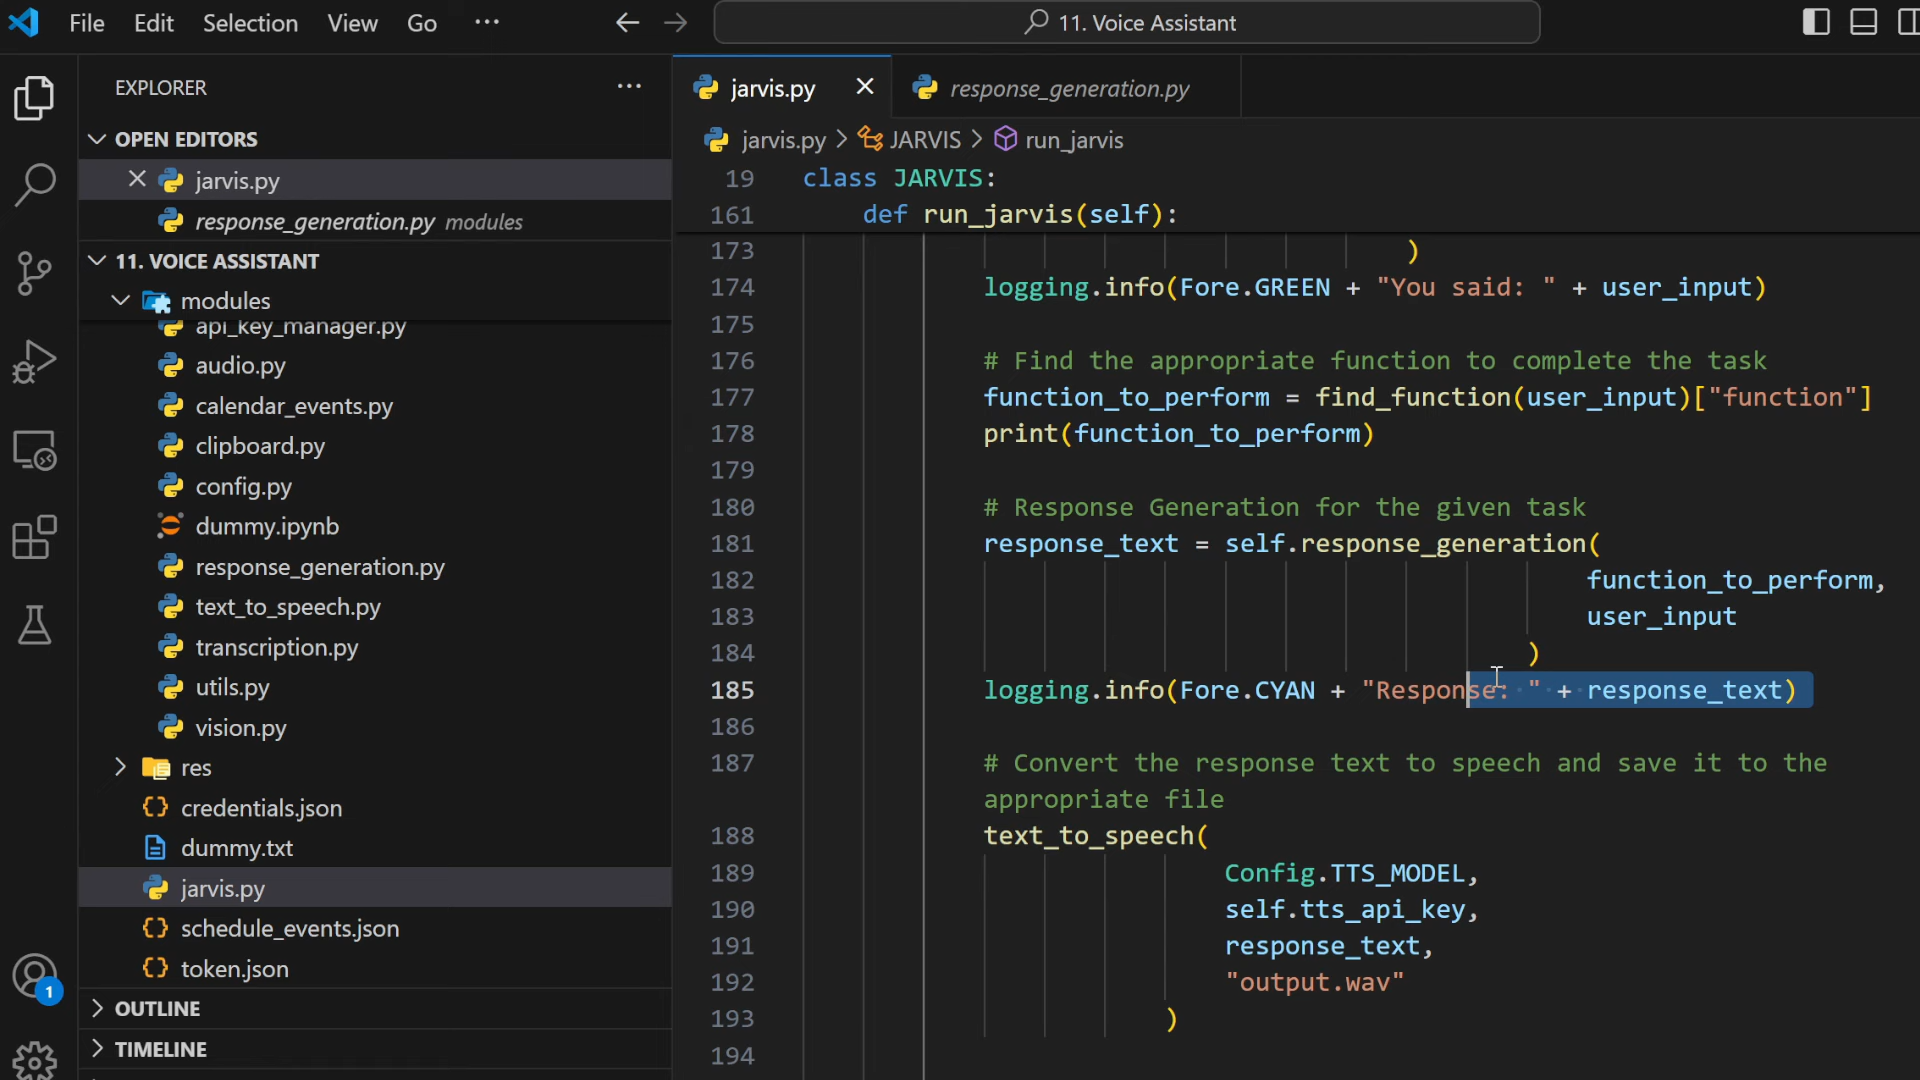 File Edit Selection View Go ···
11. Voice Assistant
EXPLORER
OPEN EDITORS
jarvis.py
response_generation.py modules
11. VOICE ASSISTANT
modules
api_key_manager.py
audio.py
calendar_events.py
clipboard.py
config.py
dummy.ipynb
response_generation.py
text_to_speech.py
transcription.py
utils.py
vision.py
res
credentials.json
dummy.txt
jarvis.py
schedule_events.json
token.json
OUTLINE
TIMELINE
1
jarvis.py response_generation.py
jarvis.py > JARVIS > run_jarvis
19 class JARVIS:
161 def run_jarvis(self):
173 )
174 logging.info(Fore.GREEN + "You said: " + user_input)
175
176 # Find the appropriate function to complete the task
177 function_to_perform = find_function(user_input)["function"]
178 print(function_to_perform)
179
180 # Response Generation for the given task
181 response_text = self.response_generation(
182 function_to_perform,
183 user_input
184 )
185 logging.info(Fore.CYAN + "Response: " + response_text)
186
187 # Convert the response text to speech and save it to the
appropriate file
188 text_to_speech(
189 Config.TTS_MODEL,
190 self.tts_api_key,
191 response_text,
192 "output.wav"
193 )
194